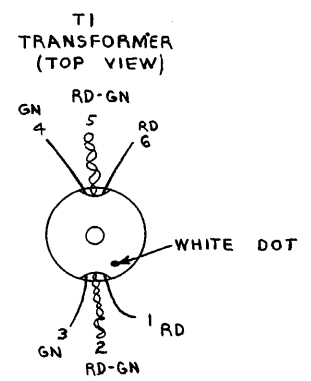 T1
TRANSFORMER
(TOP VIEW)
RD-GN
GN
5
RD
4
6
WHITE DOT
3
1
RD
GN
2
RD-GN